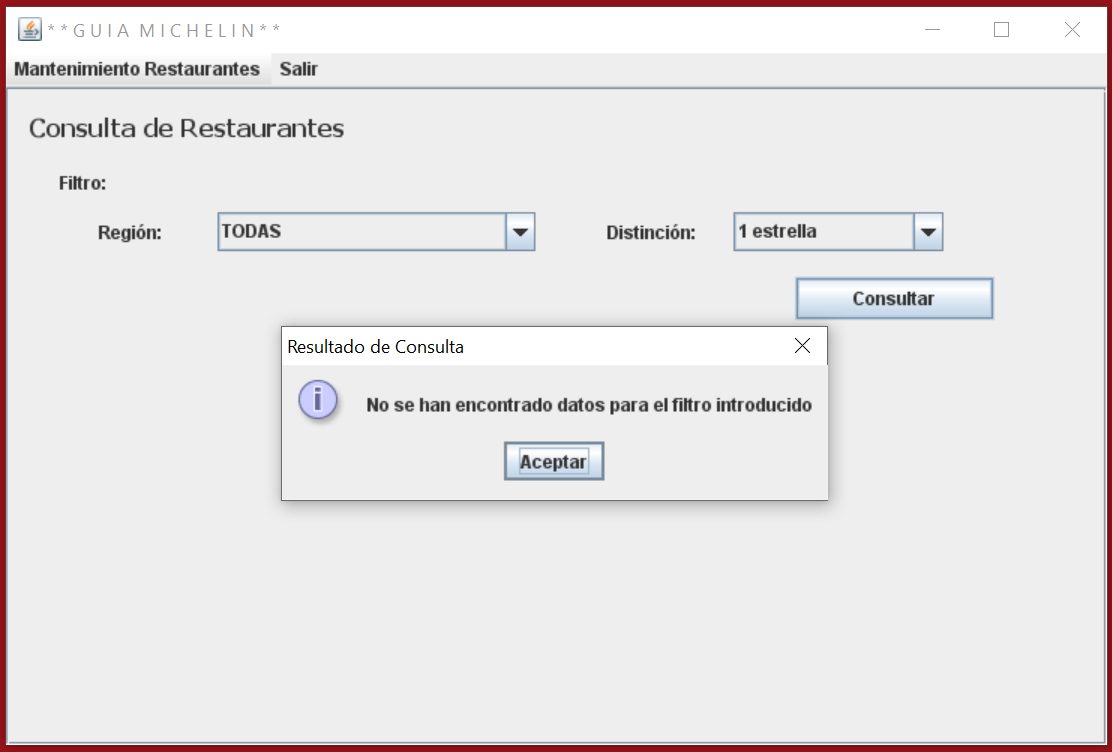 **GUIA MICHELIN**
Mantenimiento Restaurantes Salir
Consulta de Restaurantes
Filtro:
Región: TODAS Distinción: 1 estrella
Consultar
Resultado de Consulta
i No se han encontrado datos para el filtro introducido
Aceptar